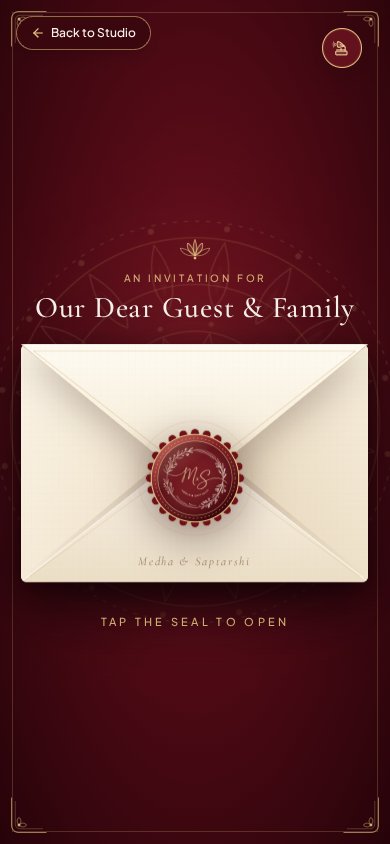 Back to Studio
AN INVITATION FOR
Our Dear Guest & Family
MS
Medha & Saptarshi
TAP THE SEAL TO OPEN